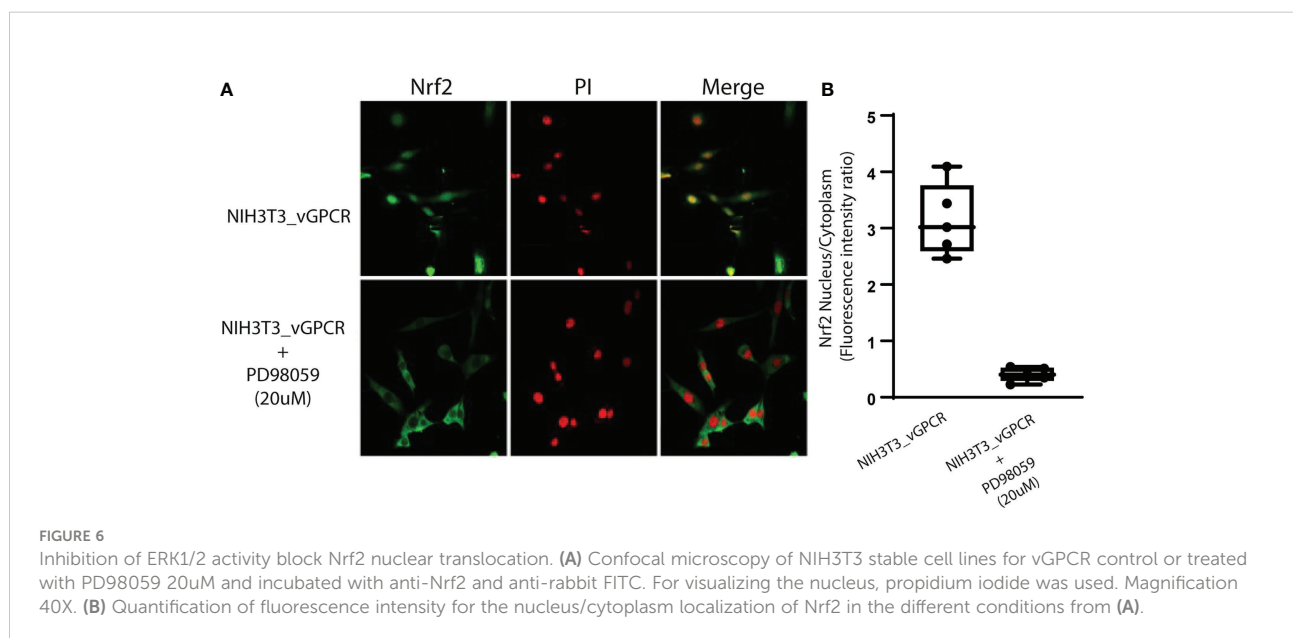 A
Nrf2
PI
Merge
NIH3T3_vGPCR
NIH3T3_vGPCR
+
PD98059
(20uM)
B
Nrf2 Nucleus/Cytoplasm
(Fluorescence intensity ratio)
5
4
3
2
1
0
NIH3T3_vGPCR
NIH3T3_vGPCR
+
PD98059
(20uM)
FIGURE 6
Inhibition of ERK1/2 activity block Nrf2 nuclear translocation. (A) Confocal microscopy of NIH3T3 stable cell lines for vGPCR control or treated
with PD98059 20uM and incubated with anti-Nrf2 and anti-rabbit FITC. For visualizing the nucleus, propidium iodide was used. Magnification
40X. (B) Quantification of fluorescence intensity for the nucleus/cytoplasm localization of Nrf2 in the different conditions from (A).